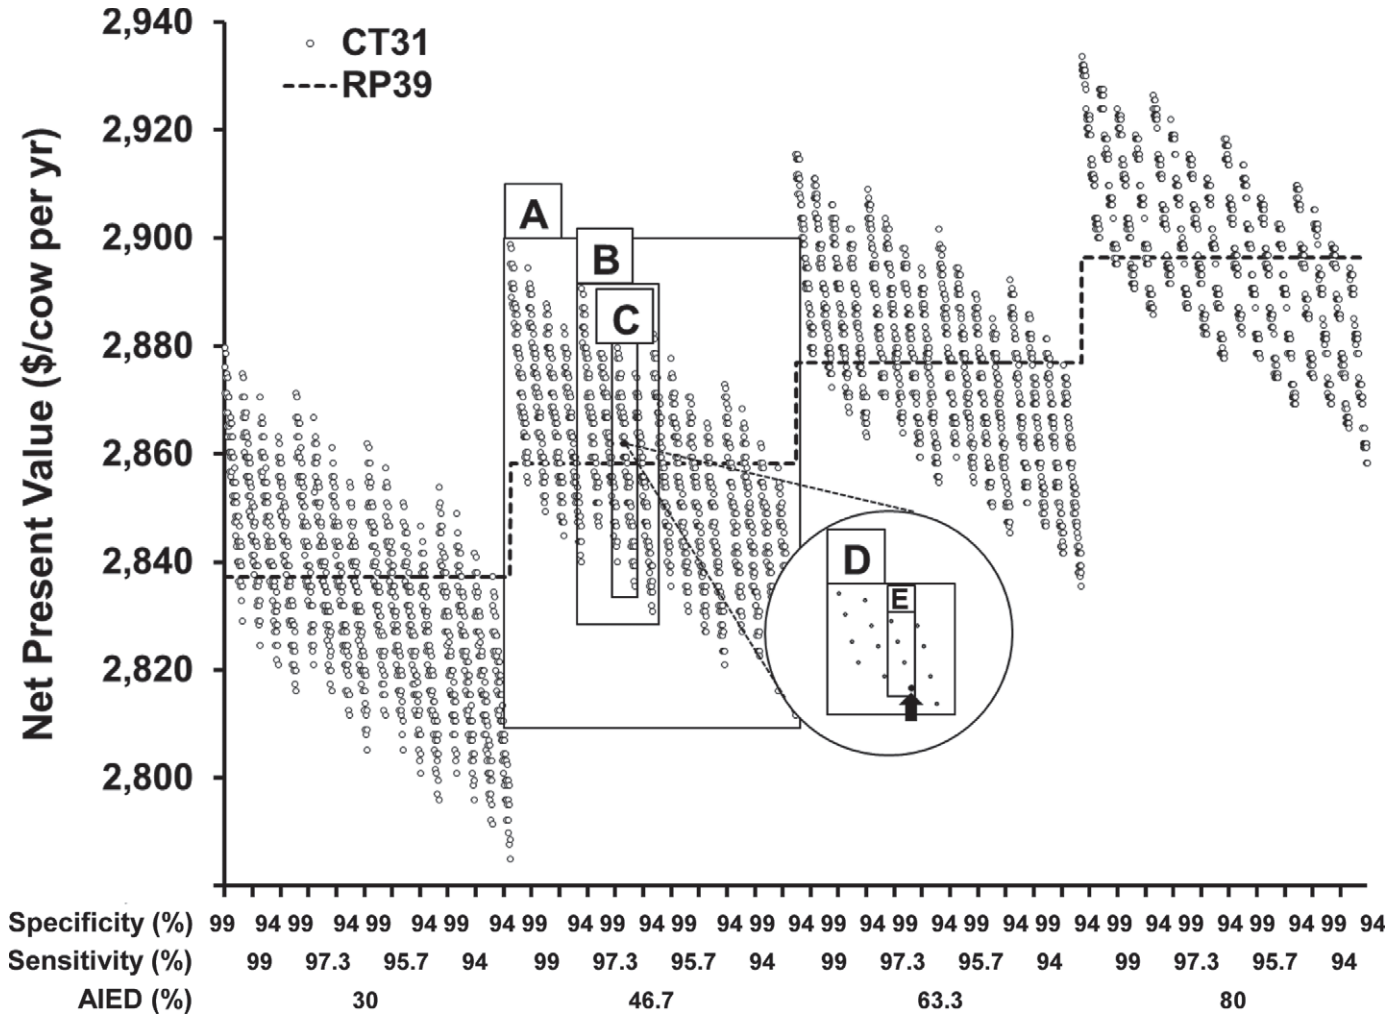 2,940
CT31
RP39
2,920
2,900
2,880
2,860
2,840
2,820
2,800
Net Present Value ($/cow per yr)
A
B
C
D
E
Specificity (%) 99 94 99 94 99 94 99 94 99 94 99 94 99 94 99 94 99 94 99 94 99 94 99 94 99 94 99 94 99 94 99 94
Sensitivity (%) 99 97.3 95.7 94 99 97.3 95.7 94 99 97.3 95.7 94 99 97.3 95.7 94
AIED (%) 30 46.7 63.3 80